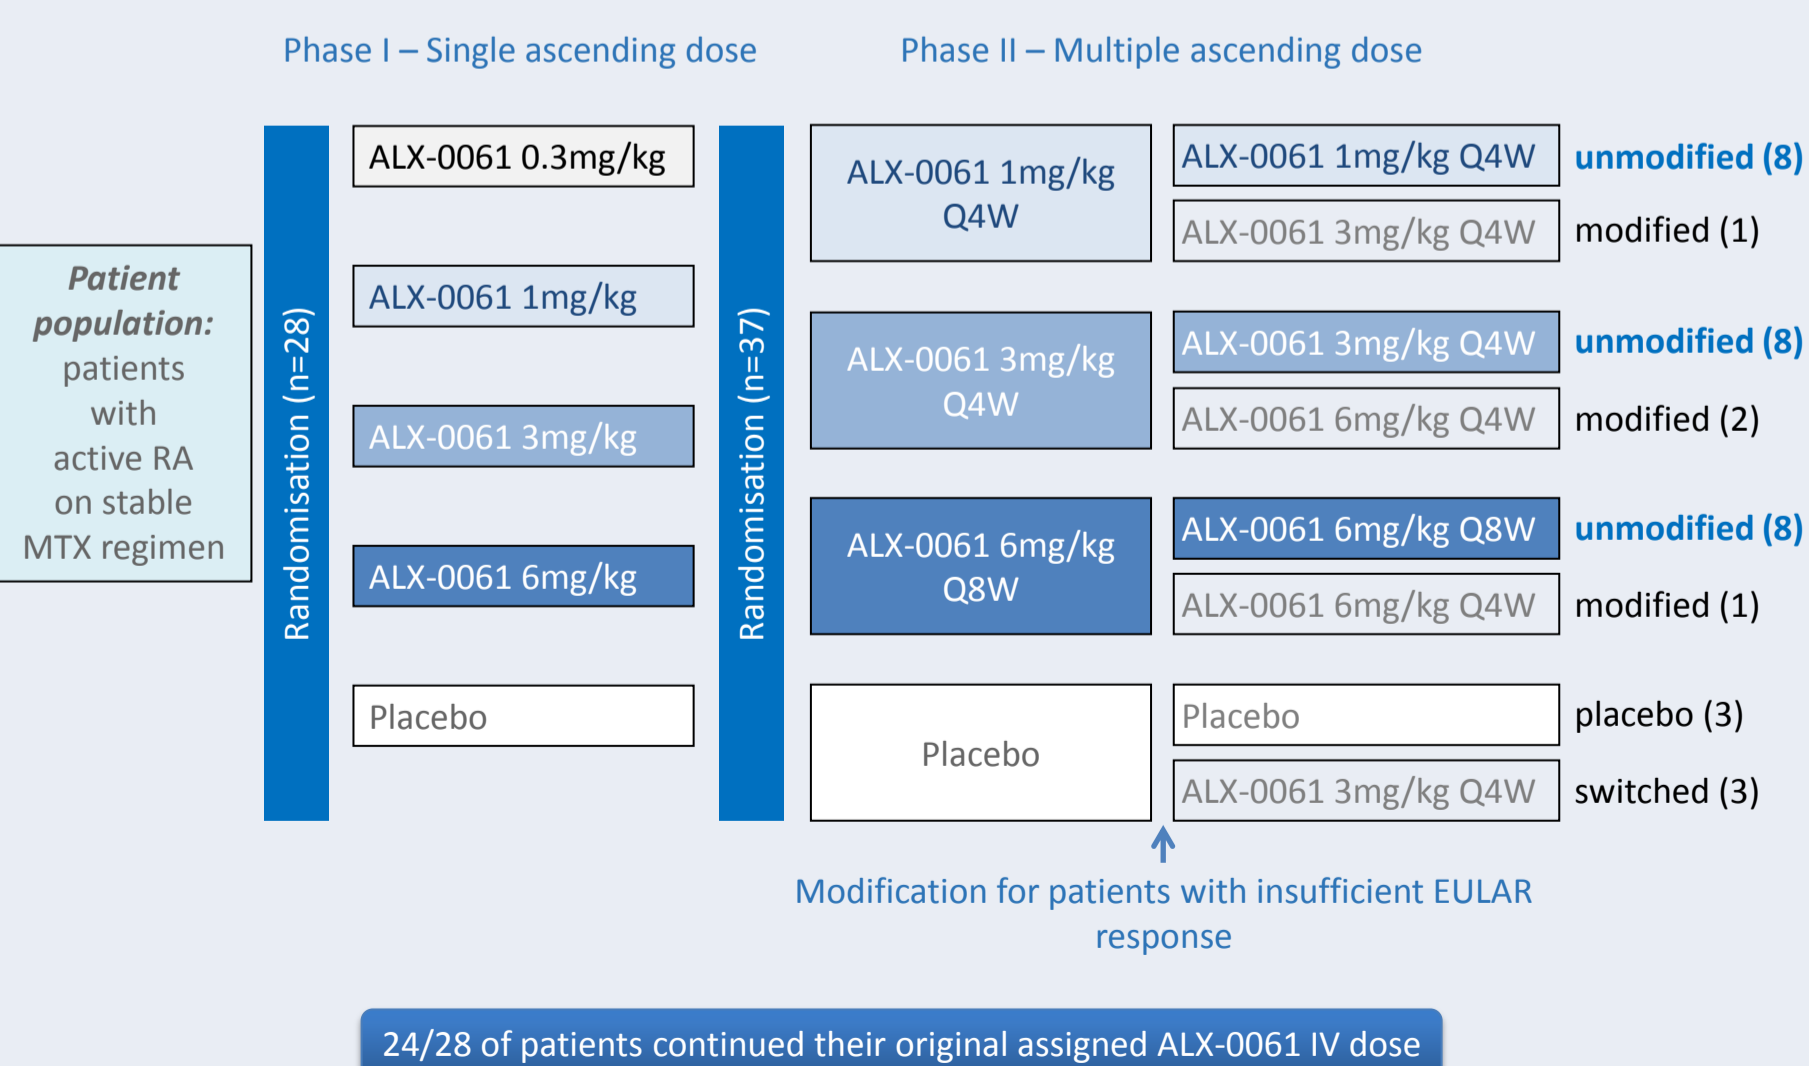 Phase I – Single ascending dose
Phase II – Multiple ascending dose
Patient
population:
patients
with
active RA
on stable
MTX regimen
Randomisation (n=28)
ALX-0061 0.3mg/kg
ALX-0061 1mg/kg
ALX-0061 3mg/kg
ALX-0061 6mg/kg
Placebo
Randomisation (n=37)
ALX-0061 1mg/kg
Q4W
ALX-0061 1mg/kg Q4W
unmodified (8)
ALX-0061 3mg/kg Q4W
modified (1)
ALX-0061 3mg/kg
Q4W
ALX-0061 3mg/kg Q4W
unmodified (8)
ALX-0061 6mg/kg Q4W
modified (2)
ALX-0061 6mg/kg
Q8W
ALX-0061 6mg/kg Q8W
unmodified (8)
ALX-0061 6mg/kg Q4W
modified (1)
Placebo
Placebo
placebo (3)
ALX-0061 3mg/kg Q4W
switched (3)
Modification for patients with insufficient EULAR
response
24/28 of patients continued their original assigned ALX-0061 IV dose